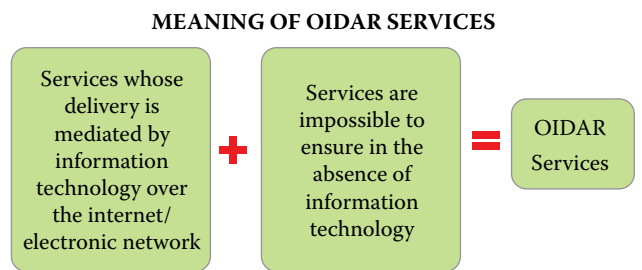 MEANING OF OIDAR SERVICES
Services whose
delivery is
mediated by
information
technology over
the internet/
electronic network
+
Services are
impossible to
ensure in the
absence of
information
technology
=
OIDAR
Services